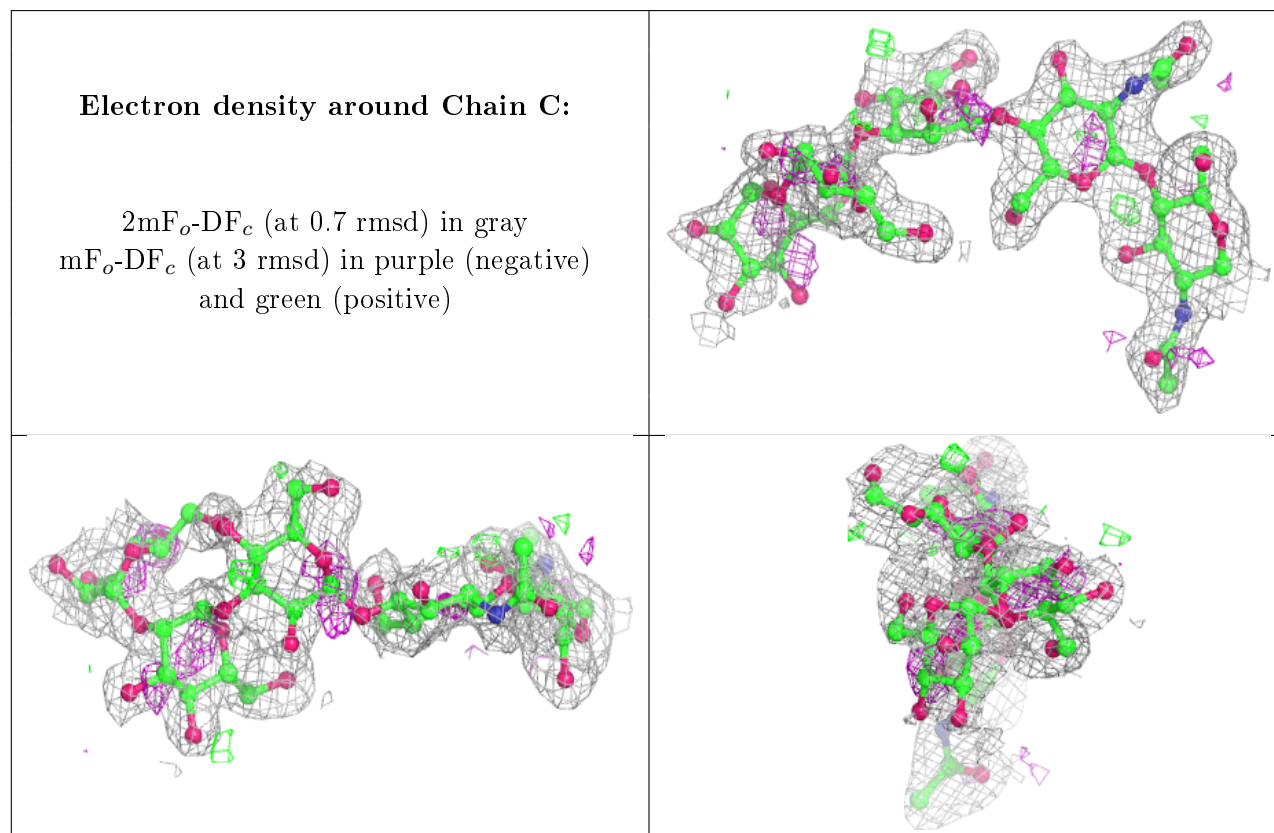 Electron density around Chain C:
2mFo-DFc (at 0.7 rmsd) in gray
mFo-DFc (at 3 rmsd) in purple (negative)
and green (positive)